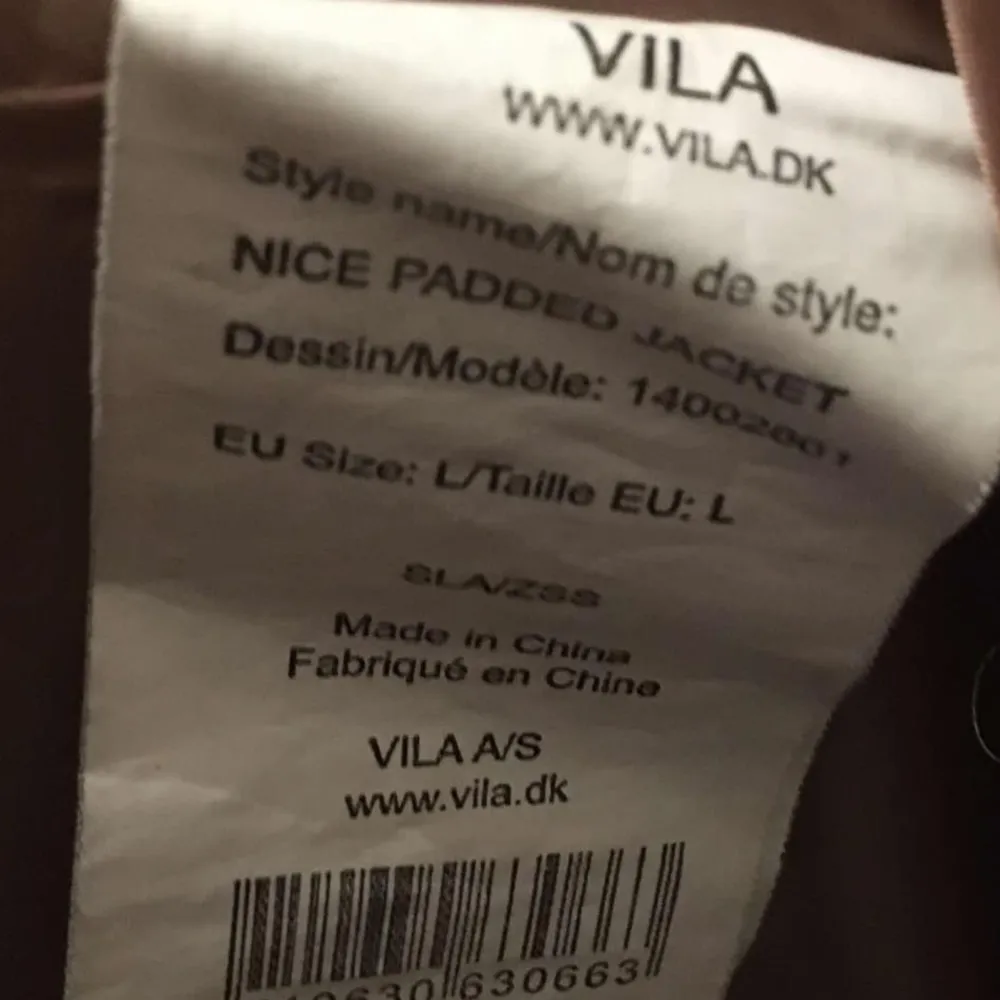 VILA
WWW.VILA.DK
Style name/Nom de style:
NICE PADDED JACKET
Dessin/Modèle:
EU Size: L/Taille EU: L
Made in China
Fabriqué en Chine
VILA A/S
www.vila.dk
630663